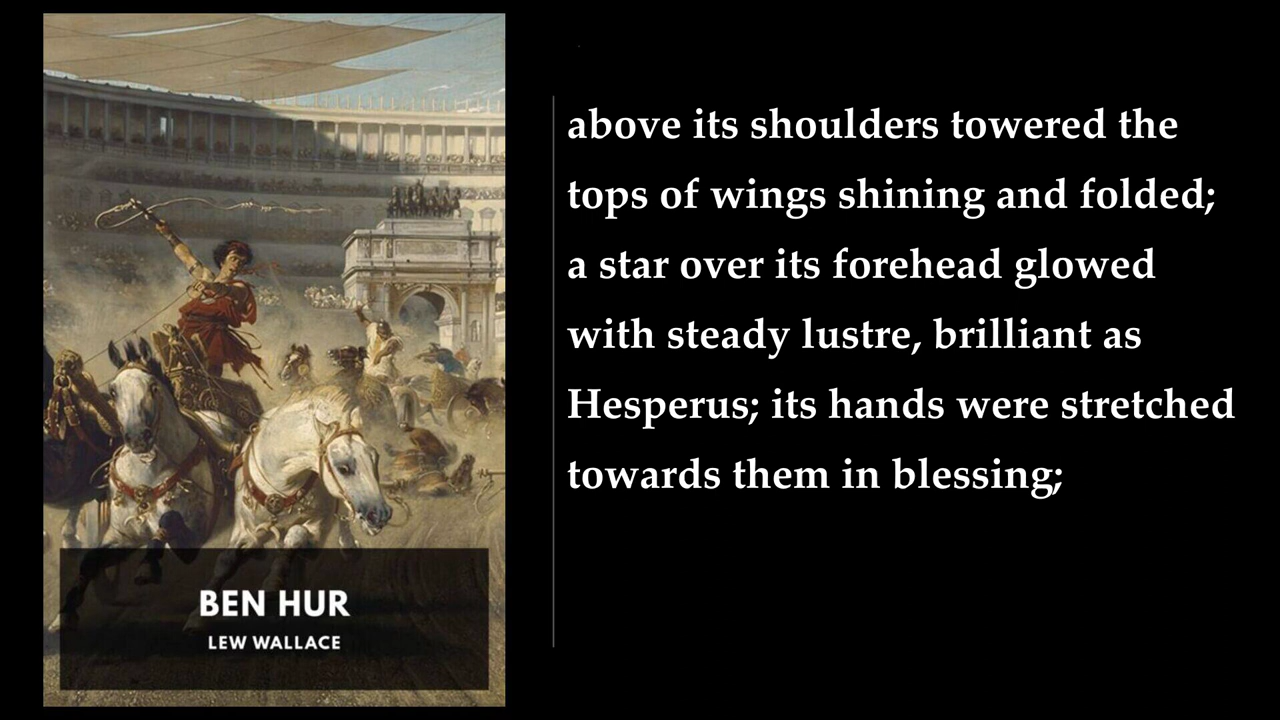 BEN HUR
LEW WALLACE
above its shoulders towered the
tops of wings shining and folded;
a star over its forehead glowed
with steady lustre, brilliant as
Hesperus; its hands were stretched
towards them in blessing;